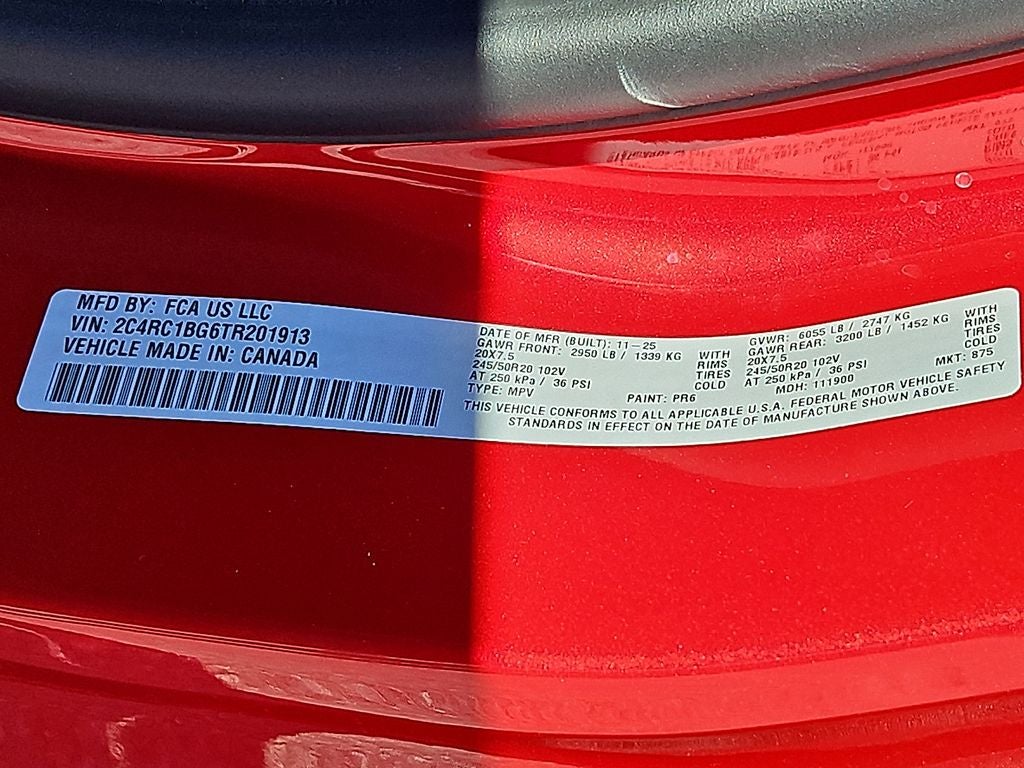 MFD BY: FCA US LLC
VIN: 2C4RC1BG6TR201913
VEHICLE MADE IN: CANADA
DATE OF MFR (BUILT): 11-25
GAWR FRONT: 2950 LB / 1339 KG WITH
20X7.5 RIMS
245/50R20 102V TIRES
AT 250 kPa / 36 PSI COLD
TYPE: MPV PAINT: PR6
GVWR: 6055 LB / 2747 KG
GAWR REAR: 3200 LB / 1452 KG WITH
20X7.5 RIMS
245/50R20 102V TIRES
AT 250 kPa / 36 PSI COLD
MDH: 111900 MKT: 875
THIS VEHICLE CONFORMS TO ALL APPLICABLE U.S.A. FEDERAL MOTOR VEHICLE SAFETY
STANDARDS IN EFFECT ON THE DATE OF MANUFACTURE SHOWN ABOVE.